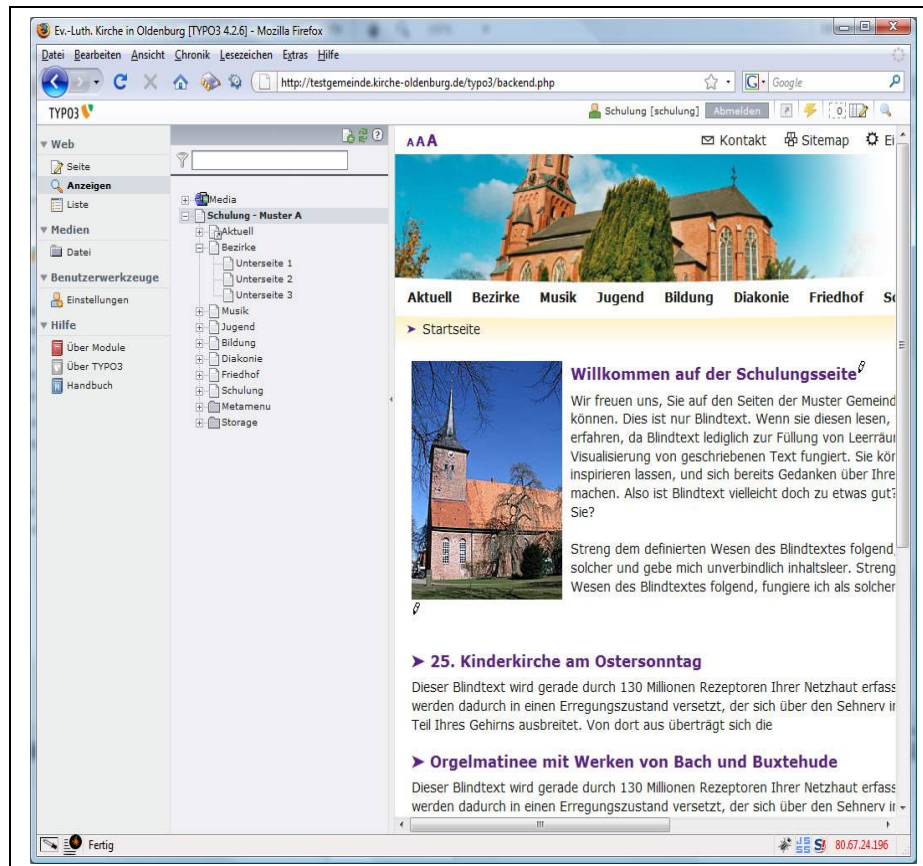 Ev.-Luth. Kirche in Oldenburg [TYPO3 4.2.6] - Mozilla Firefox
Datei Bearbeiten Ansicht Chronik Lesezeichen Extras Hilfe
http://testgemeinde.kirche-oldenburg.de/typo3/backend.php
Google
TYPO3
Schulung [schulung]
Abmelden
0
Web
Seite
Anzeigen
Liste
Medien
Datei
Benutzerwerkzeuge
Einstellungen
Hilfe
Über Module
Über TYPO3
Handbuch
Media
Schulung - Muster A
Aktuell
Bezirke
Unterseite 1
Unterseite 2
Unterseite 3
Musik
Jugend
Bildung
Diakonie
Friedhof
Schulung
Metamenu
Storage
A A A
Kontakt Sitemap Ei
Aktuell Bezirke Musik Jugend Bildung Diakonie Friedhof Sc
Startseite
Willkommen auf der Schulungsseite
Wir freuen uns, Sie auf den Seiten der Muster Gemeind
können. Dies ist nur Blindtext. Wenn sie diesen lesen,
erfahren, da Blindtext lediglich zur Füllung von Leerräu
Visualisierung von geschriebenen Text fungiert. Sie kör
inspirieren lassen, und sich bereits Gedanken über Ihre
machen. Also ist Blindtext vielleicht doch zu etwas gut?
Sie?
Streng dem definierten Wesen des Blindtextes folgend,
solcher und gebe mich unverbindlich inhaltsleer. Streng
Wesen des Blindtextes folgend, fungiere ich als solcher
25. Kinderkirche am Ostersonntag
Dieser Blindtext wird gerade durch 130 Millionen Rezeptoren Ihrer Netzhaut erfass
werden dadurch in einen Erregungszustand versetzt, der sich über den Sehnerv in
Teil Ihres Gehirns ausbreitet. Von dort aus überträgt sich die
Orgelmatinee mit Werken von Bach und Buxtehude
Dieser Blindtext wird gerade durch 130 Millionen Rezeptoren Ihrer Netzhaut erfass
werden dadurch in einen Erregungszustand versetzt, der sich über den Sehnerv in
Fertig
80.67.24.196